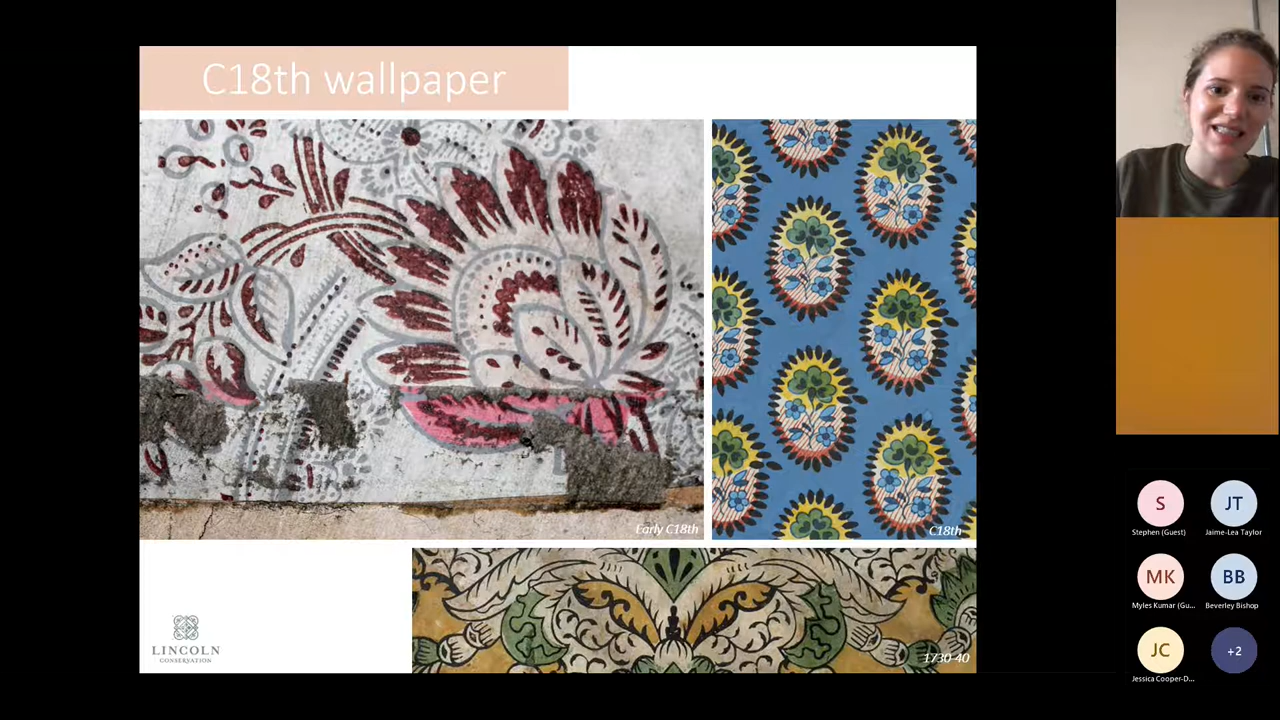 C18th wallpaper
Early C18th
C18th
1730-40
LINCOLN
CONSERVATION
S
Stephen (Guest)
JT
Jaime-Lea Taylor
MK
Myles Kumar (Gu...
BB
Beverley Bishop
JC
Jessica Cooper-D...
+2